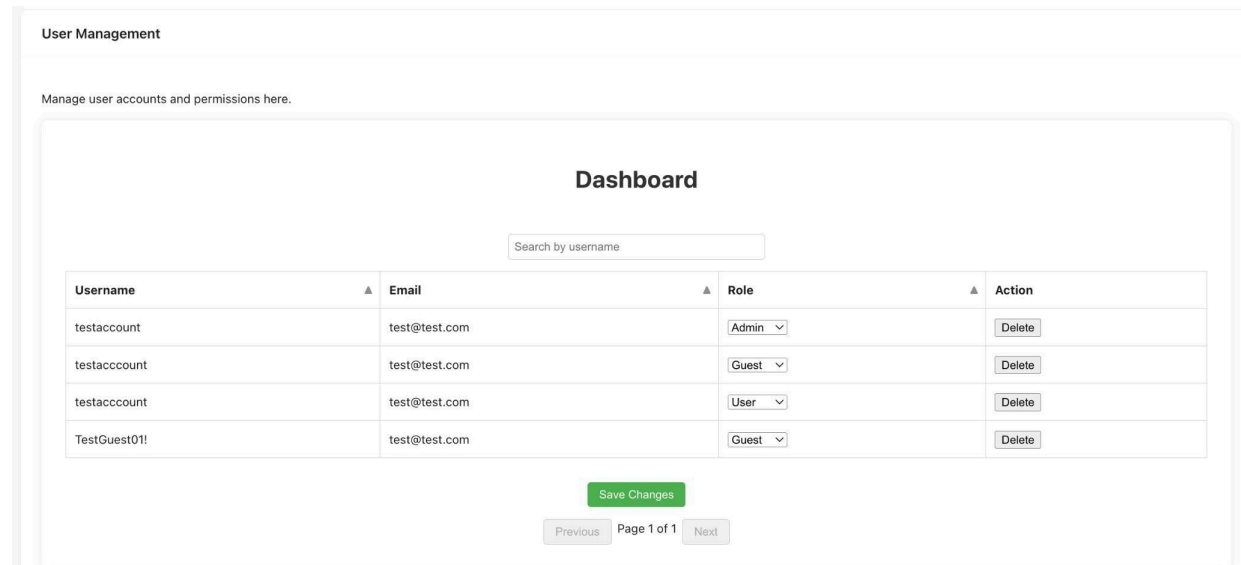 User Management
Manage user accounts and permissions here.
Dashboard
Search by username
Username ▲ Email ▲ Role ▲ Action
testaccount test@test.com Admin Delete
testacccount test@test.com Guest Delete
testacccount test@test.com User Delete
TestGuest01! test@test.com Guest Delete
Save Changes
Previous Page 1 of 1 Next